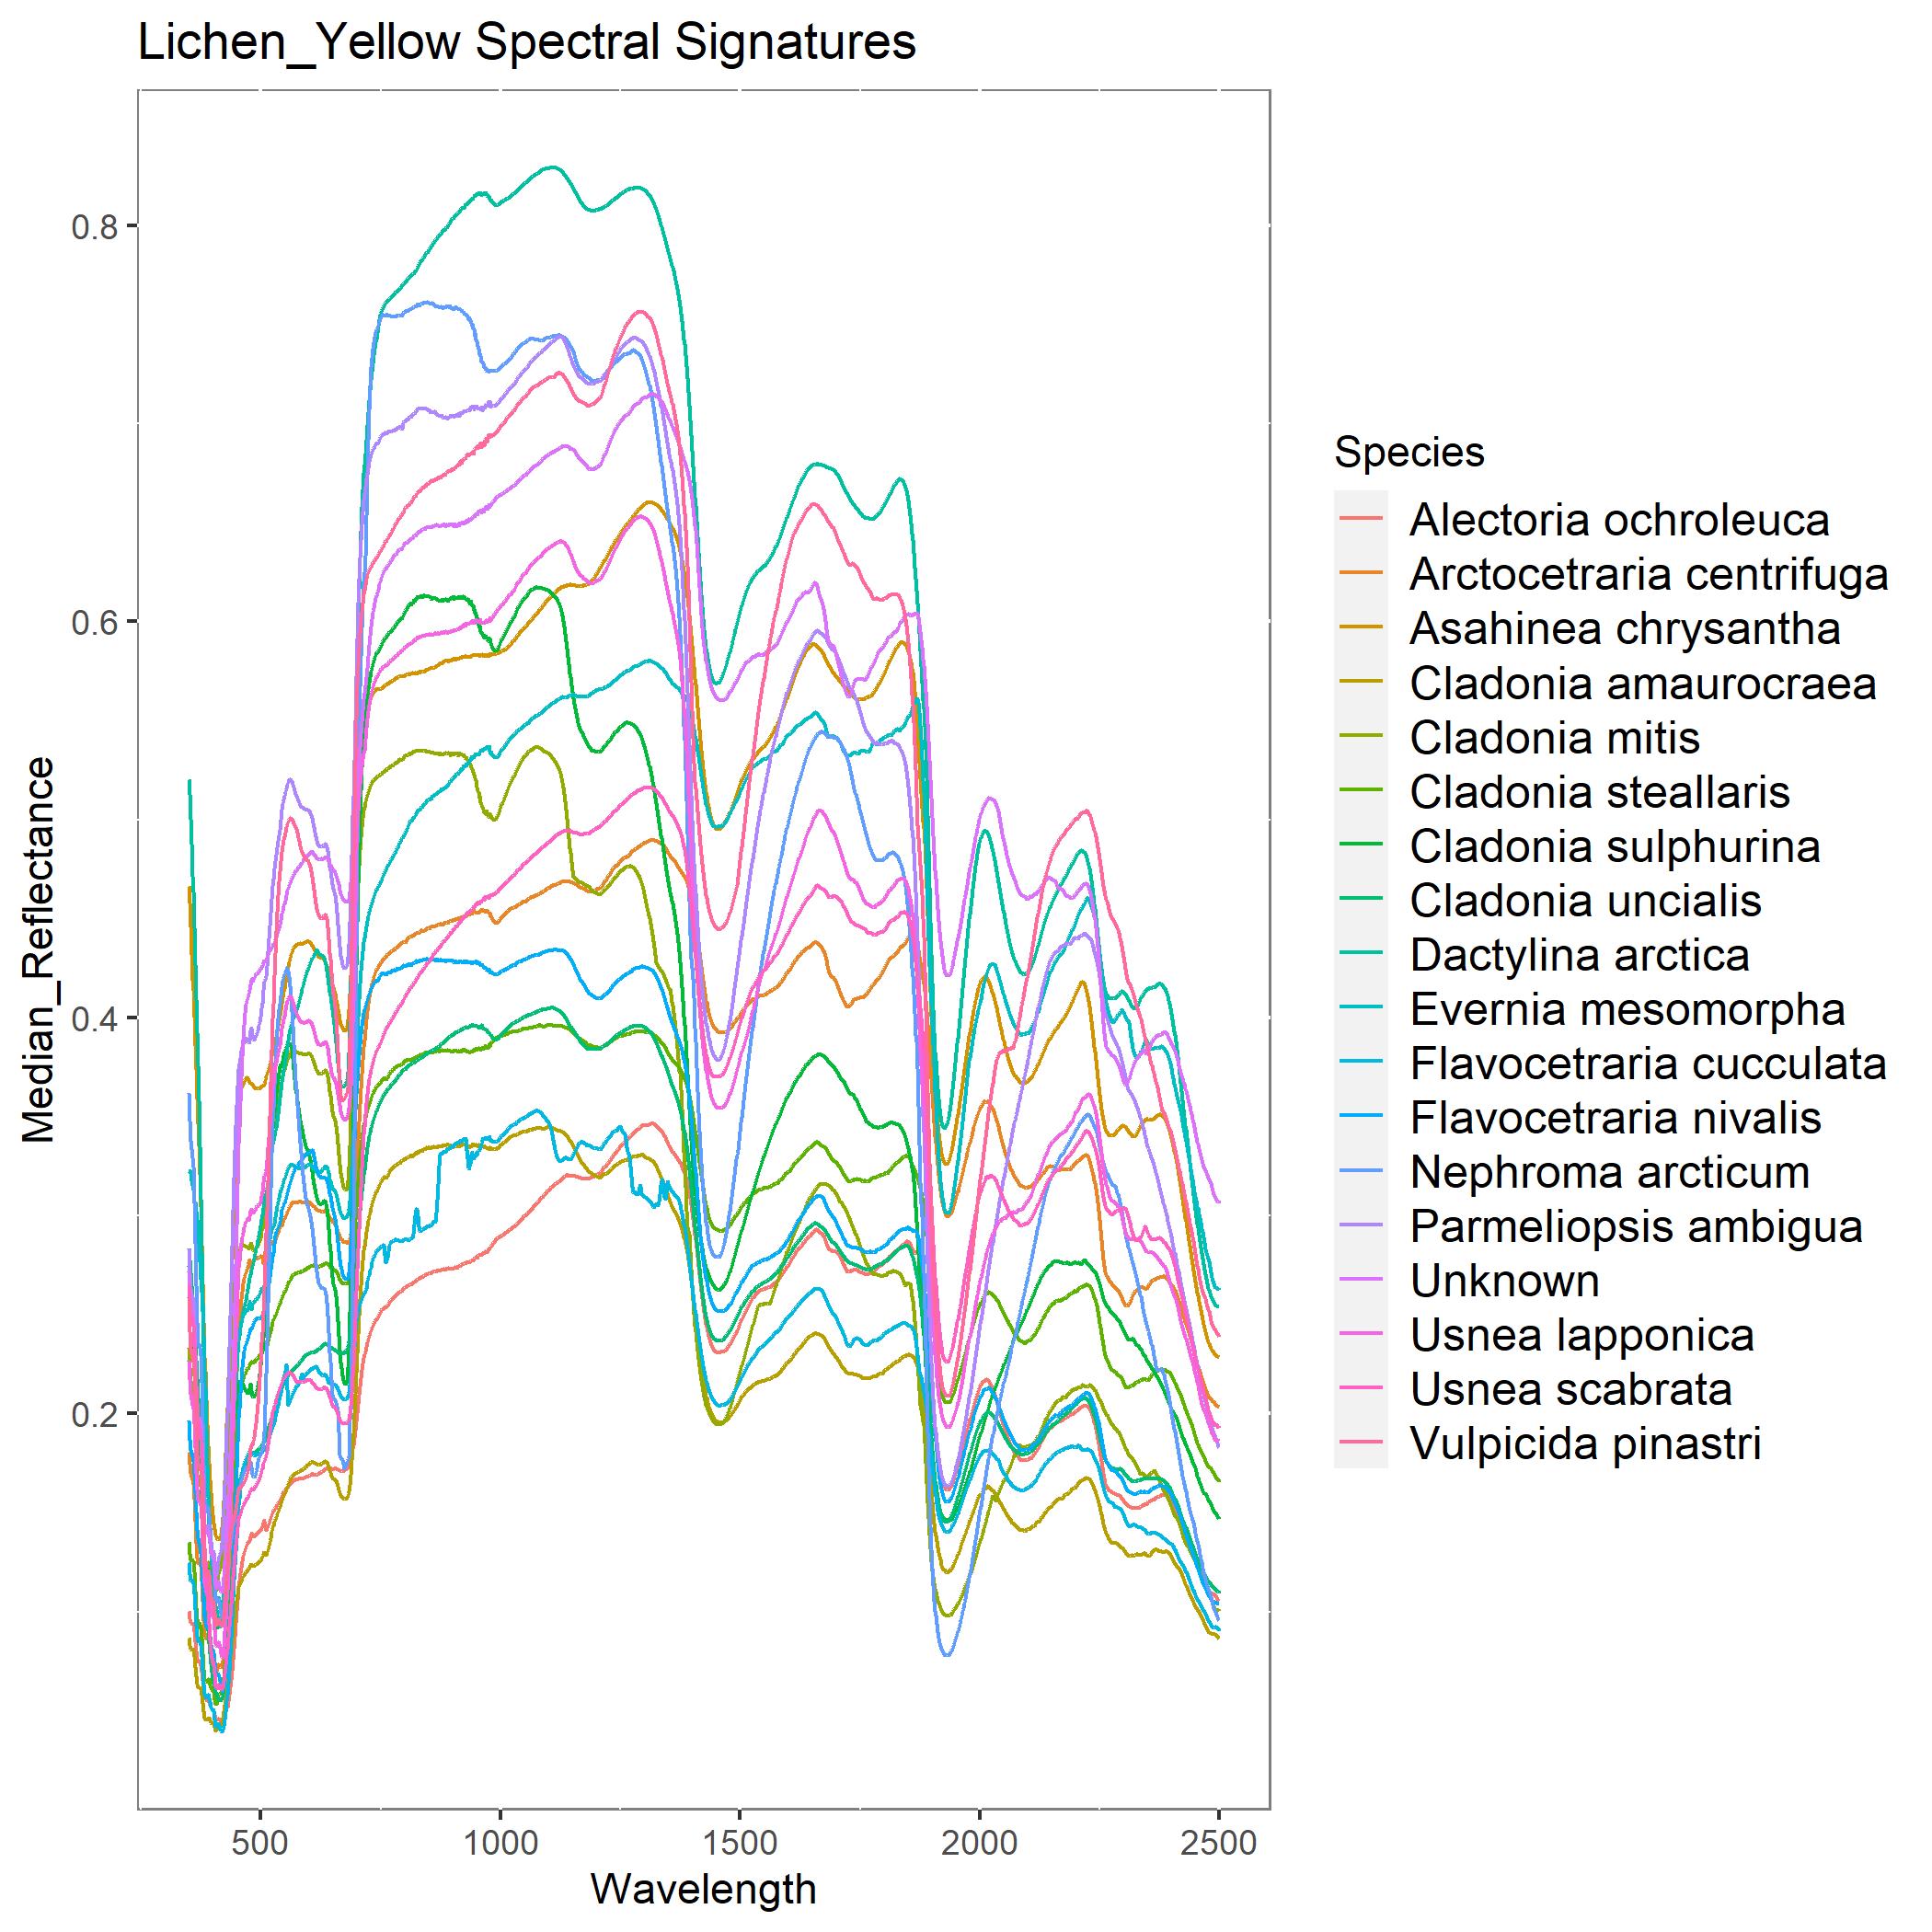 Lichen_Yellow Spectral Signatures
0.8
0.6
0.4
0.2
Median_Reflectance
500 1000 1500 2000 2500
Wavelength
Species
Alectoria ochroleuca
Arctocetraria centrifuga
Asahinea chrysantha
Cladonia amaurocraea
Cladonia mitis
Cladonia steallaris
Cladonia sulphurina
Cladonia uncialis
Dactylina arctica
Evernia mesomorpha
Flavocetraria cucculata
Flavocetraria nivalis
Nephroma arcticum
Parmeliopsis ambigua
Unknown
Usnea lapponica
Usnea scabrata
Vulpicida pinastri